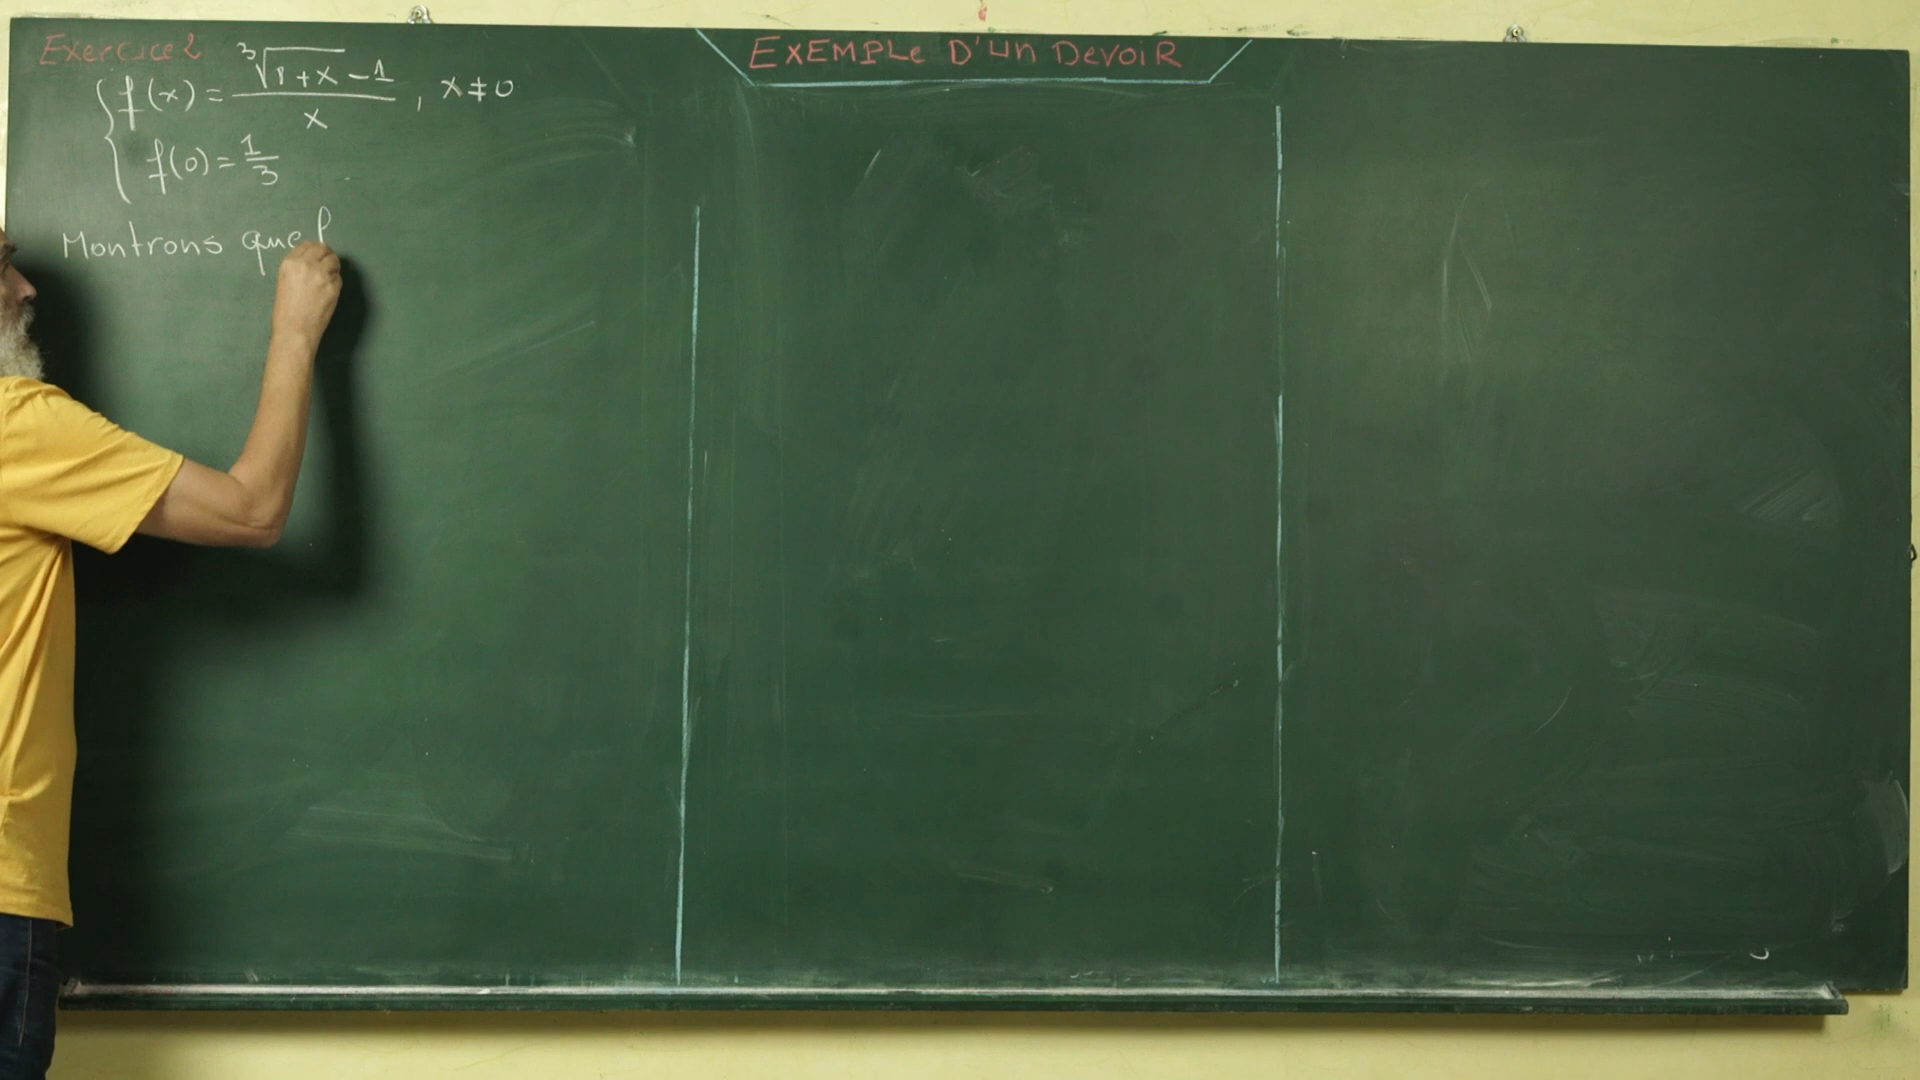 EXEMPLE D'UN DEVOIR
Exercice 2
f(x) = ∛(1+x) - 1 / x , x ≠ 0
f(0) = 1/3
Montrons que f